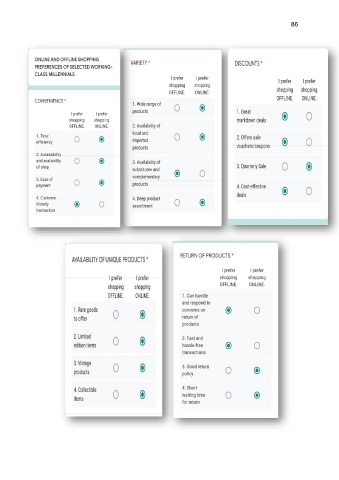 86
ONLINE AND OFFLINE SHOPPING
PREFERENCES OF SELECTED WORKING-
CLASS MILLENNIALS
CONVENIENCE *
I prefer shopping OFFLINE.
I prefer shopping ONLINE.
1. Time efficiency
2. Accessibility and availability of shop
3. Ease of payment
4. Customer friendly transaction
VARIETY *
I prefer shopping OFFLINE.
I prefer shopping ONLINE.
1. Wide range of products
2. Availability of local and imported products
3. Availability of substitutes and complementary products
4. Deep product assortment
DISCOUNTS *
I prefer shopping OFFLINE.
I prefer shopping ONLINE.
1. Great markdown deals
2. Offers sale vouchers/coupons
3. Quarterly Sale
4. Cost-effective deals
AVAILABILITY OF UNIQUE PRODUCTS *
I prefer shopping OFFLINE.
I prefer shopping ONLINE.
1. Rare goods to offer
2. Limited edition items
3. Vintage products
4. Collectible items
RETURN OF PRODUCTS *
I prefer shopping OFFLINE.
I prefer shopping ONLINE.
1. Can handle and respond to concerns on return of products
2. Fast and hassle-free transactions
3. Good return policy
4. Short waiting time for return